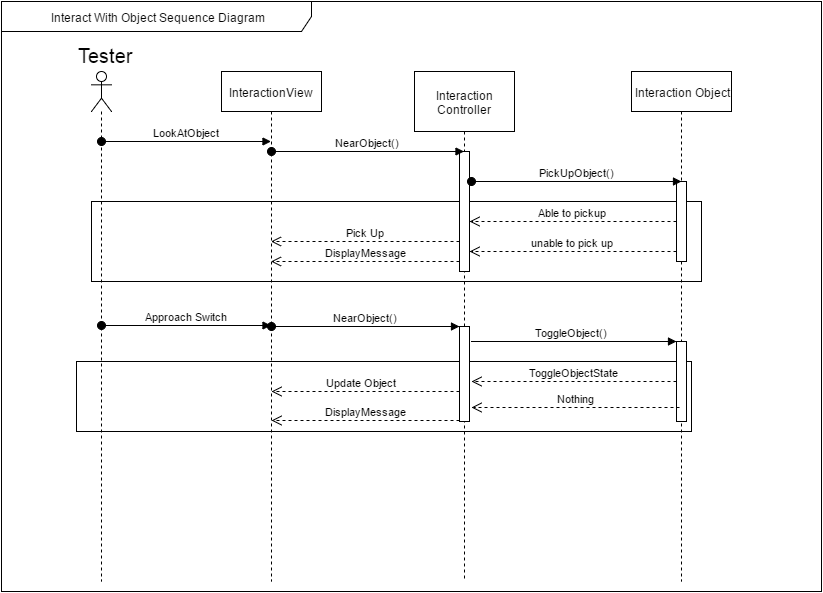 Interact With Object Sequence Diagram
Tester
InteractionView
Interaction
Controller
Interaction Object
LookAtObject
NearObject()
PickUpObject()
Able to pickup
Pick Up
unable to pick up
DisplayMessage
Approach Switch
NearObject()
ToggleObject()
ToggleObjectState
Update Object
Nothing
DisplayMessage